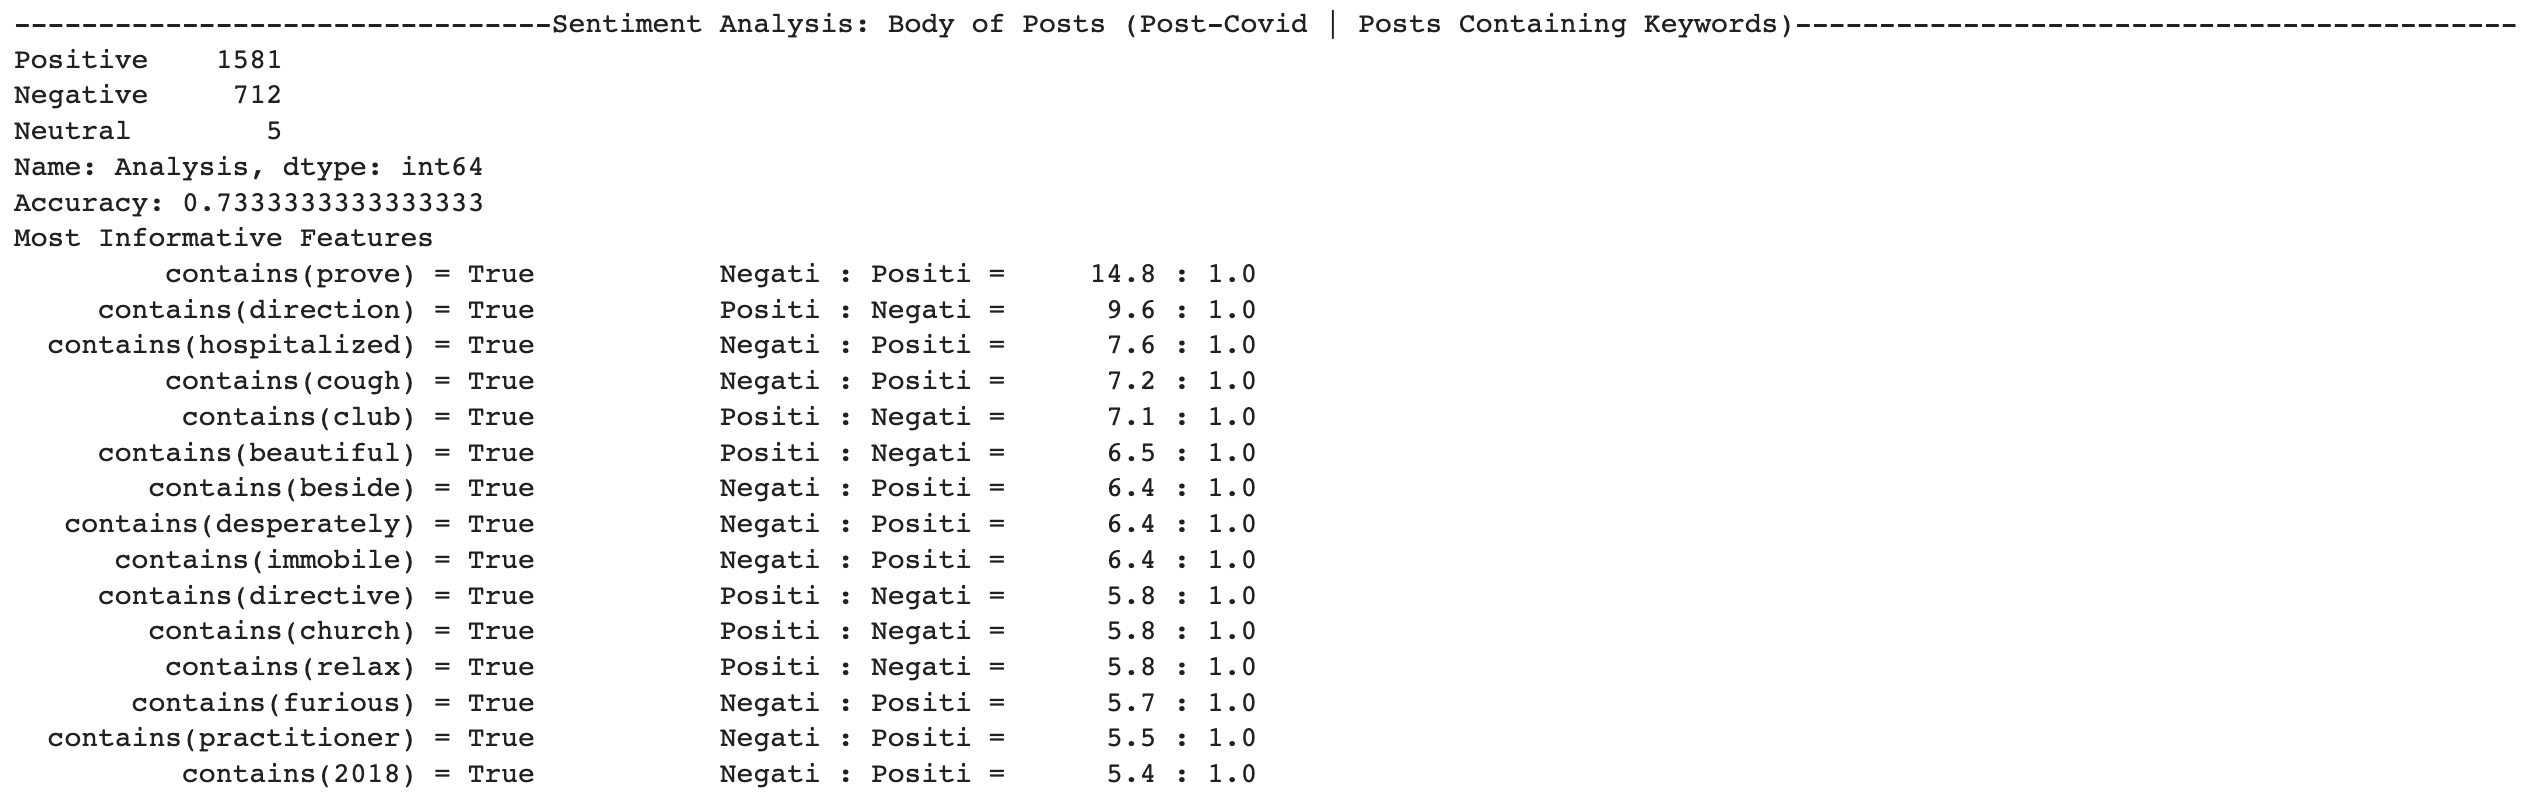 --------------------------------Sentiment Analysis: Body of Posts (Post-Covid | Posts Containing Keywords)-------------------------------------------
Positive    1581
Negative     712
Neutral        5
Name: Analysis, dtype: int64
Accuracy: 0.7333333333333333
Most Informative Features
         contains(prove) = True           Negati : Positi =     14.8 : 1.0
     contains(direction) = True           Positi : Negati =      9.6 : 1.0
  contains(hospitalized) = True           Negati : Positi =      7.6 : 1.0
         contains(cough) = True           Negati : Positi =      7.2 : 1.0
          contains(club) = True           Positi : Negati =      7.1 : 1.0
     contains(beautiful) = True           Positi : Negati =      6.5 : 1.0
        contains(beside) = True           Negati : Positi =      6.4 : 1.0
   contains(desperately) = True           Negati : Positi =      6.4 : 1.0
      contains(immobile) = True           Negati : Positi =      6.4 : 1.0
     contains(directive) = True           Positi : Negati =      5.8 : 1.0
        contains(church) = True           Positi : Negati =      5.8 : 1.0
         contains(relax) = True           Positi : Negati =      5.8 : 1.0
       contains(furious) = True           Negati : Positi =      5.7 : 1.0
  contains(practitioner) = True           Negati : Positi =      5.5 : 1.0
          contains(2018) = True           Negati : Positi =      5.4 : 1.0